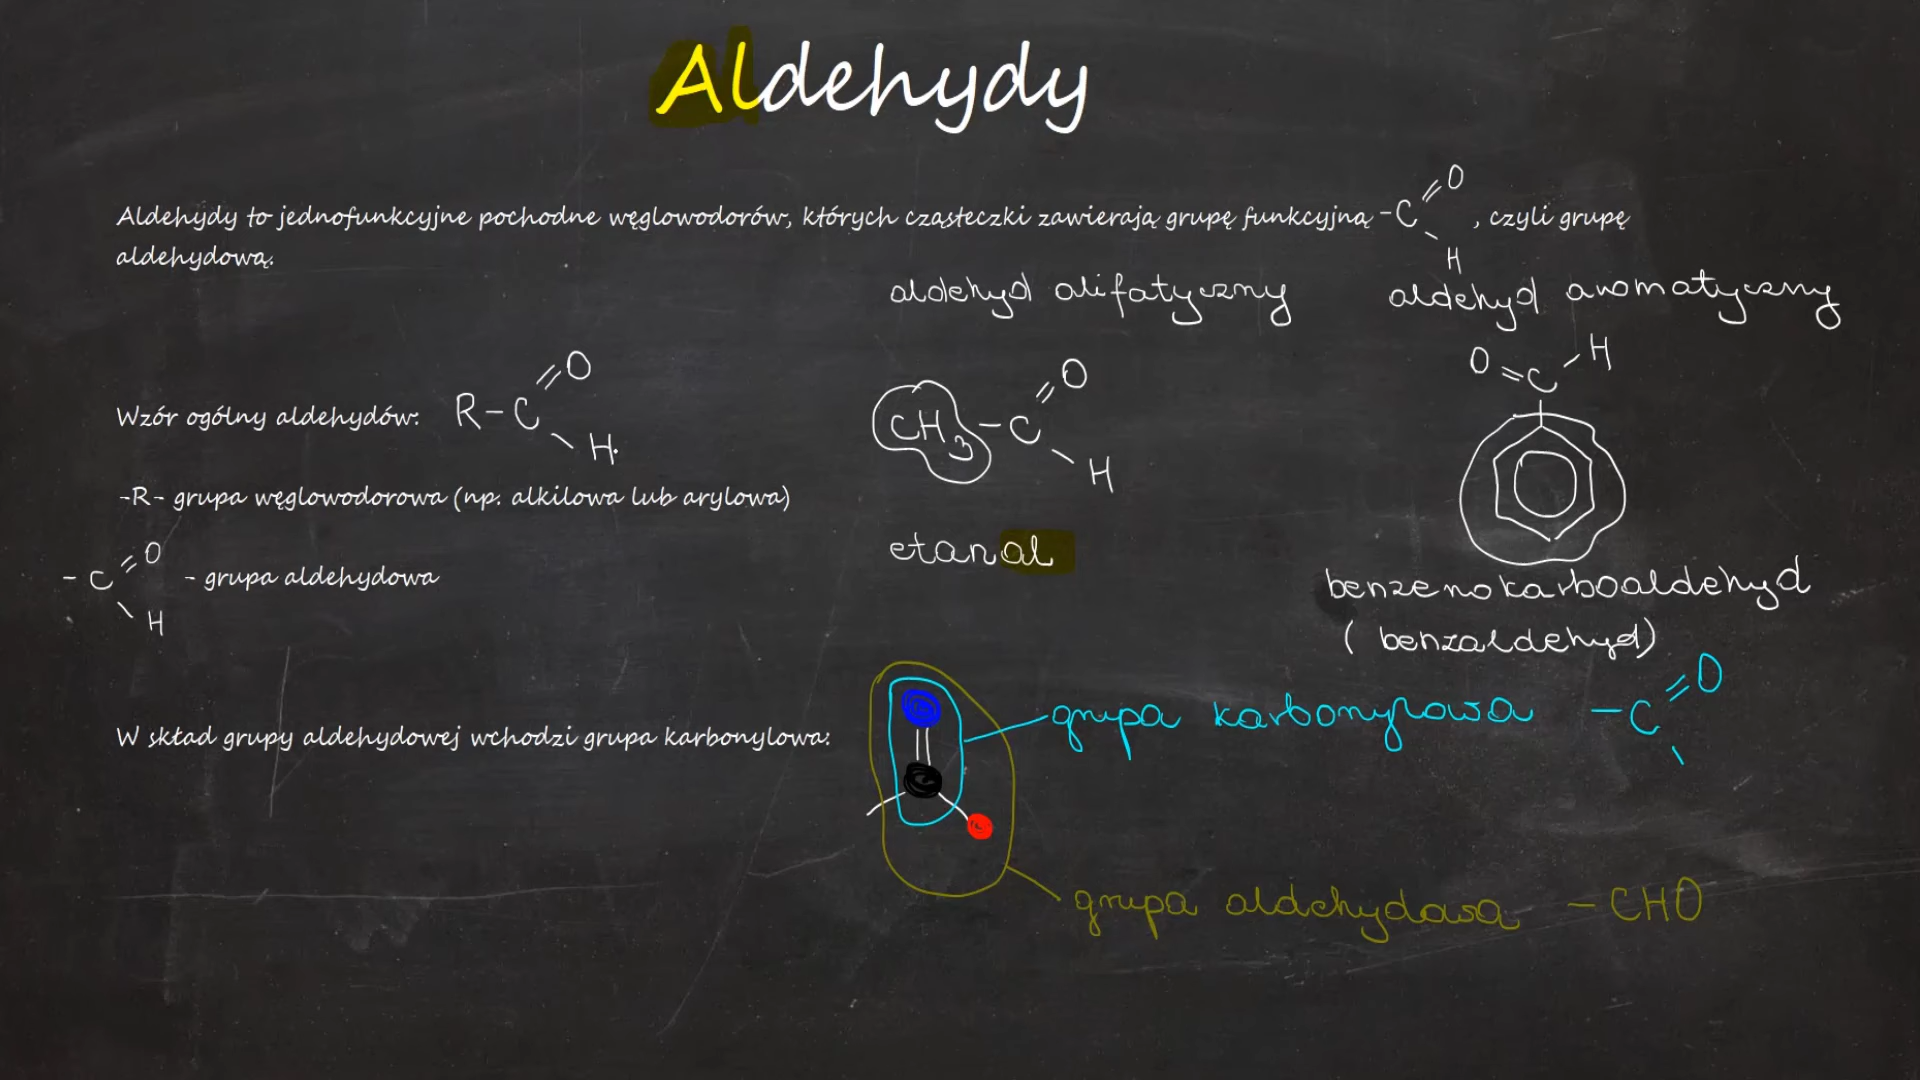 Aldehydy
Aldehydy to jednofunkcyjne pochodne węglowodorów, których cząsteczki zawierają grupę funkcyjną -C=O H , czyli grupę
aldehydową.
aldehyd alifatyczny
aldehyd aromatyczny
Wzór ogólny aldehydów: R-C=O H.
CH3-C=O H
O=C-H
-R- grupa węglowodorowa (np. alkilowa lub arylowa)
etanal
-C=O H - grupa aldehydowa
benzenokarboaldehyd
(benzaldehyd)
W skład grupy aldehydowej wchodzi grupa karbonylowa:
grupa karbonylowa -C=O
grupa aldehydowa -CHO